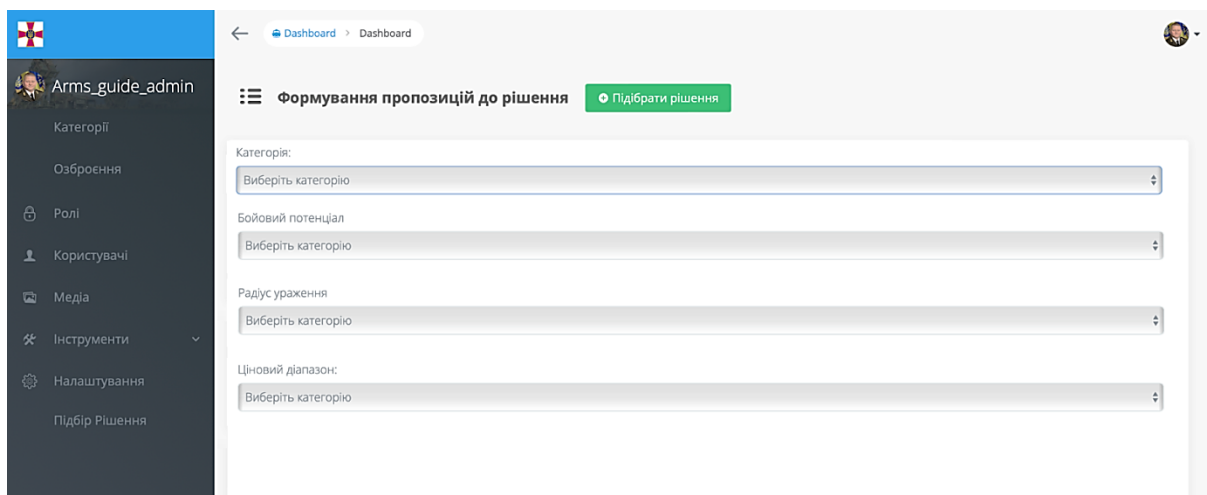 Dashboard > Dashboard
Arms_guide_admin
Категорії
Озброєння
Ролі
Користувачі
Медіа
Інструменти
Налаштування
Підбір Рішення
Формування пропозицій до рішення
Підібрати рішення
Категорія:
Виберіть категорію
Бойовий потенціал
Виберіть категорію
Радіус ураження
Виберіть категорію
Ціновий діапазон:
Виберіть категорію